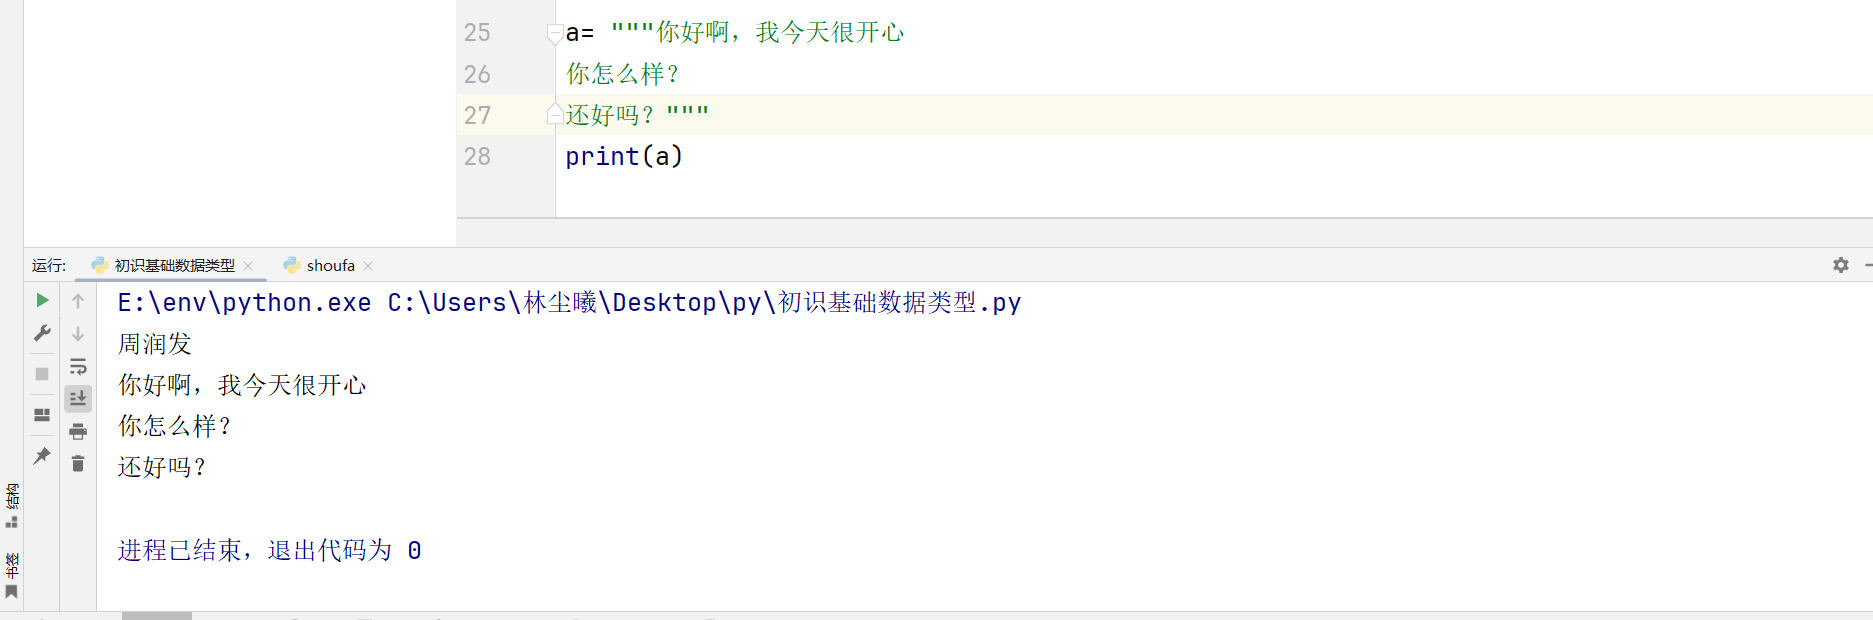 25 a= """你好啊，我今天很开心
26 你怎么样？
27 还好吗？"""
28 print(a)
运行: 初识基础数据类型 shoufa
E:\env\python.exe C:\Users\林尘曦\Desktop\py\初识基础数据类型.py
周润发
你好啊，我今天很开心
你怎么样？
还好吗？
进程已结束，退出代码为 0
结构
书签